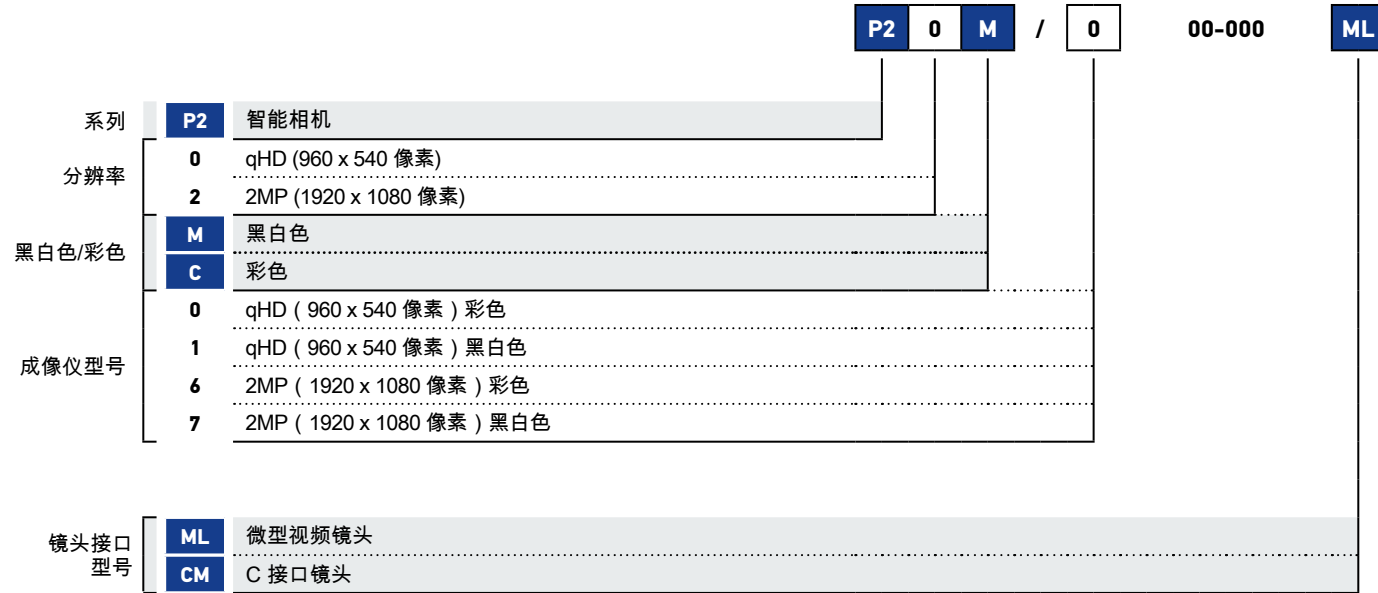 P2 0 M / 0 00-000 ML
系列 P2 智能相机
分辨率
0 qHD (960 x 540 像素)
2 2MP (1920 x 1080 像素)
黑白色/彩色
M 黑白色
C 彩色
成像仪型号
0 qHD（960 x 540 像素）彩色
1 qHD（960 x 540 像素）黑白色
6 2MP（1920 x 1080 像素）彩色
7 2MP（1920 x 1080 像素）黑白色
镜头接口
型号
ML 微型视频镜头
CM C 接口镜头